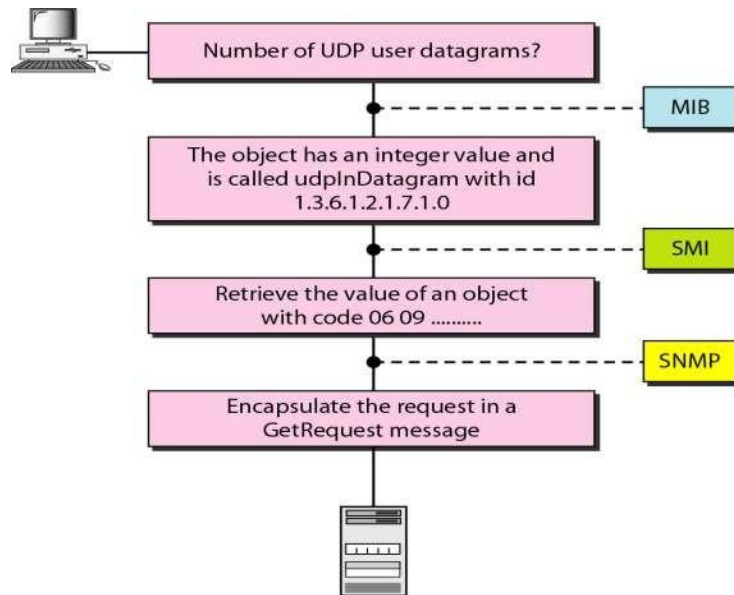 Number of UDP user datagrams?
MIB
The object has an integer value and
is called udpInDatagram with id
1.3.6.1.2.1.7.1.0
SMI
Retrieve the value of an object
with code 06 09 ..........
SNMP
Encapsulate the request in a
GetRequest message